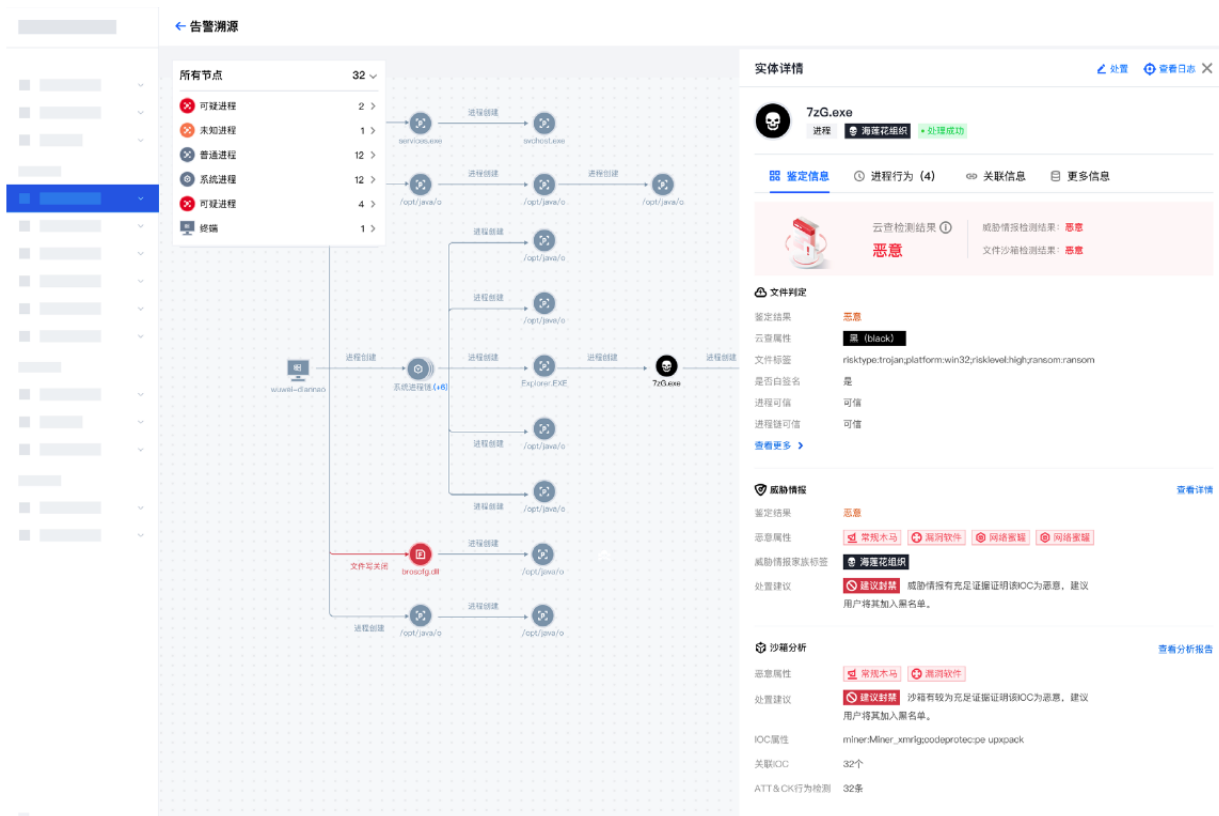 告警溯源
所有节点 32
可疑进程 2
未知进程 1
普通进程 12
系统进程 12
可疑进程 4
终端 1
进程创建
services.exe
svchost.exe
进程创建
进程创建
/opt/java/o
/opt/java/o
/opt/java/o
进程创建
/opt/java/o
进程创建
/opt/java/o
进程创建
进程创建
进程创建
进程创建
wuwei-diannao
系统进程链(+6)
Explorer.EXE
7zG.exe
进程创建
/opt/java/o
进程创建
/opt/java/o
文件写关闭
进程创建
broscfg.dll
/opt/java/o
进程创建
进程创建
/opt/java/o
/opt/java/o
实体详情 处置 查看日志
7zG.exe
进程 海莲花组织 处理成功
鉴定信息 进程行为 (4) 关联信息 更多信息
云查检测结果
恶意
威胁情报检测结果: 恶意
文件沙箱检测结果: 恶意
文件判定
鉴定结果 恶意
云查属性 黑 (black)
文件标签 risktype:trojan;platform:win32;risklevel:high;ransom:ransom
是否白签名 是
进程可信 可信
进程链可信 可信
查看更多
威胁情报 查看详情
鉴定结果 恶意
恶意属性 常规木马 漏洞软件 网络蜜罐 网络蜜罐
威胁情报家族标签 海莲花组织
处置建议 建议封禁 威胁情报有充足证据证明该IOC为恶意，建议
用户将其加入黑名单。
沙箱分析 查看分析报告
恶意属性 常规木马 漏洞软件
处置建议 建议封禁 沙箱有较为充足证据证明该IOC为恶意，建议
用户将其加入黑名单。
IOC属性 miner:Miner_xmrig;codeprotec:pe upxpack
关联IOC 32个
ATT&CK行为检测 32条